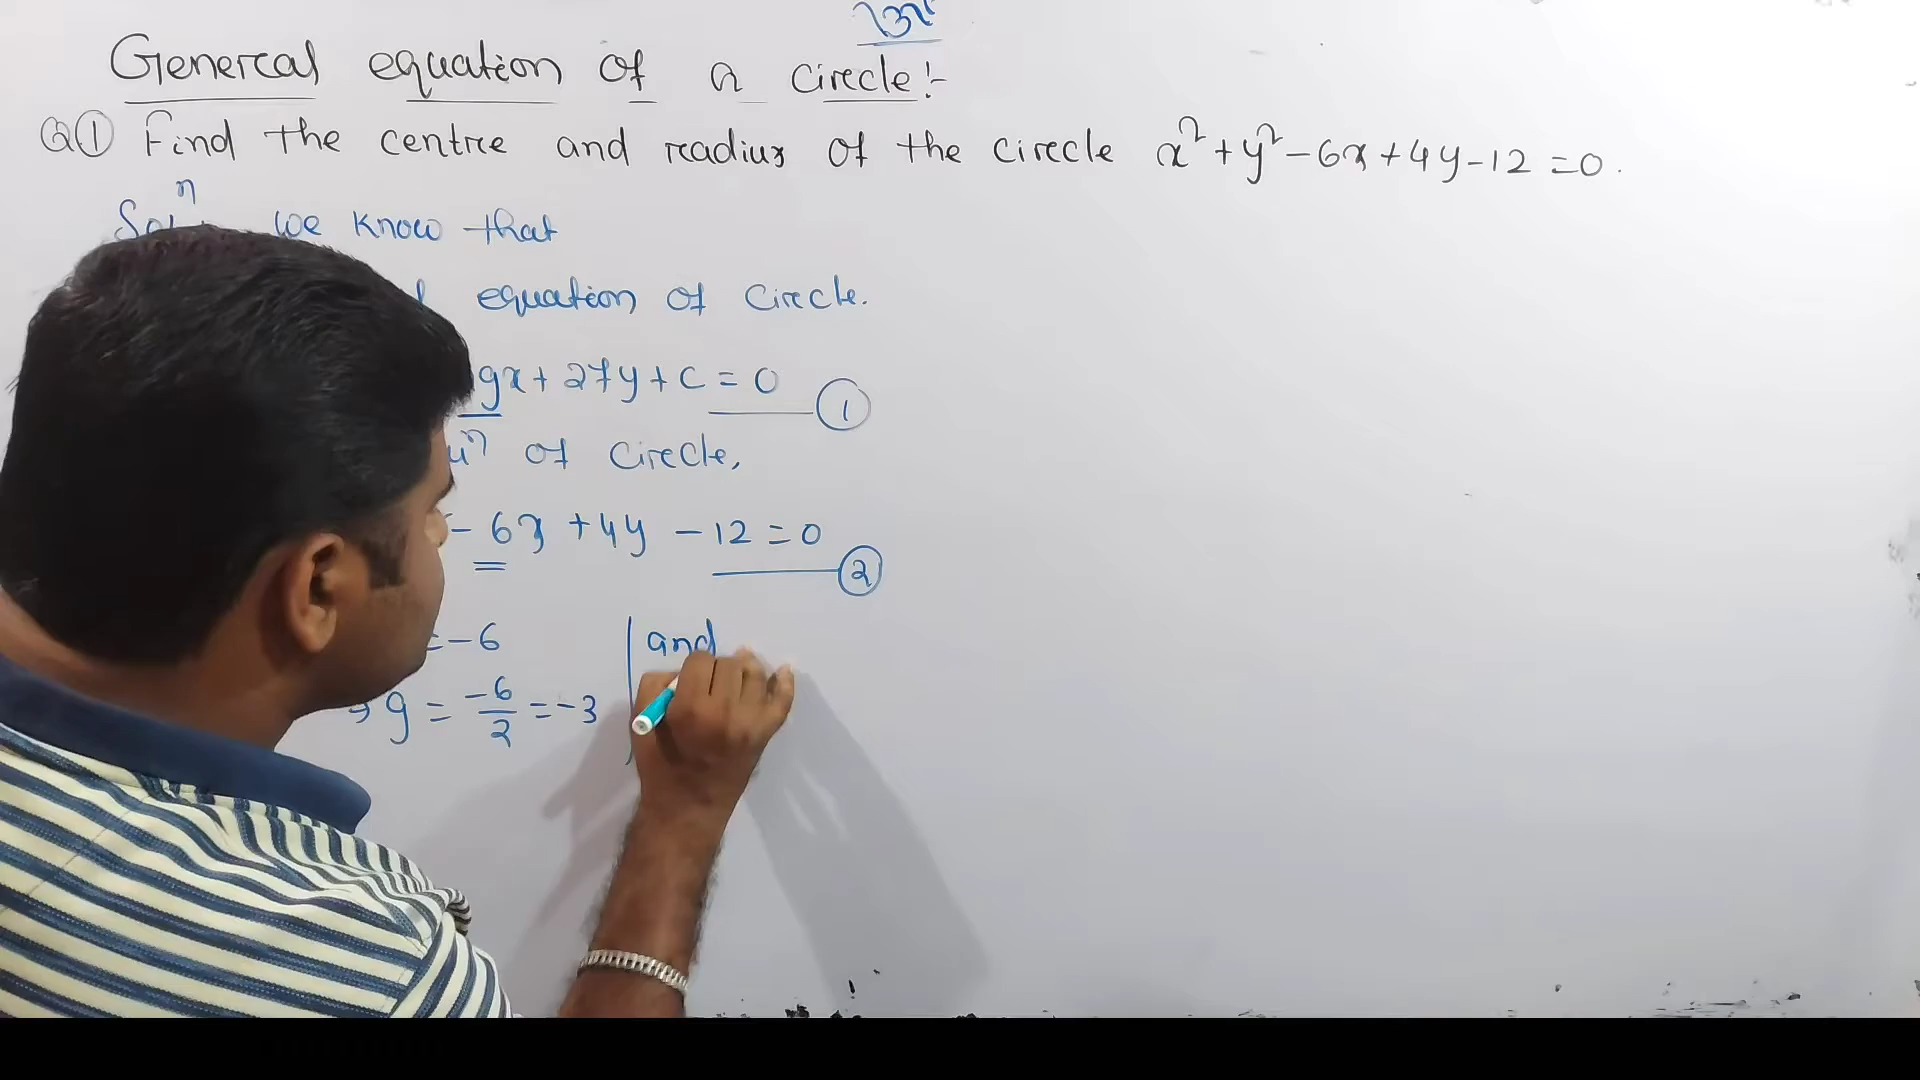 General equation of a circle:-
Q① Find the centre and radius of the circle x² + y² - 6x + 4y - 12 = 0.
Solⁿ We know that
equation of circle.
gx + 2fy + c = 0 ①
of circle,
- 6x + 4y - 12 = 0 ②
= -6 and
⇒ g = -6/2 = -3